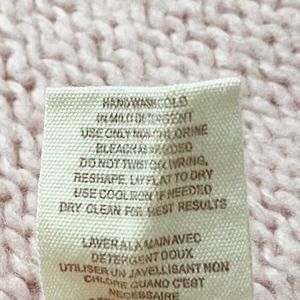 HAND WASH COLD
IN MILD DETERGENT
USE ONLY NON CHLORINE
BLEACH AS NEEDED
DO NOT TWIST OR WRING,
RESHAPE, LAY FLAT TO DRY
USE COOL IRON IF NEEDED
DRY CLEAN FOR BEST RESULTS
LAVER A LA MAIN AVEC
DETERGENT DOUX
UTILISER UN JAVELLISANT NON
CHLORE QUAND C'EST
NECESSAIRE